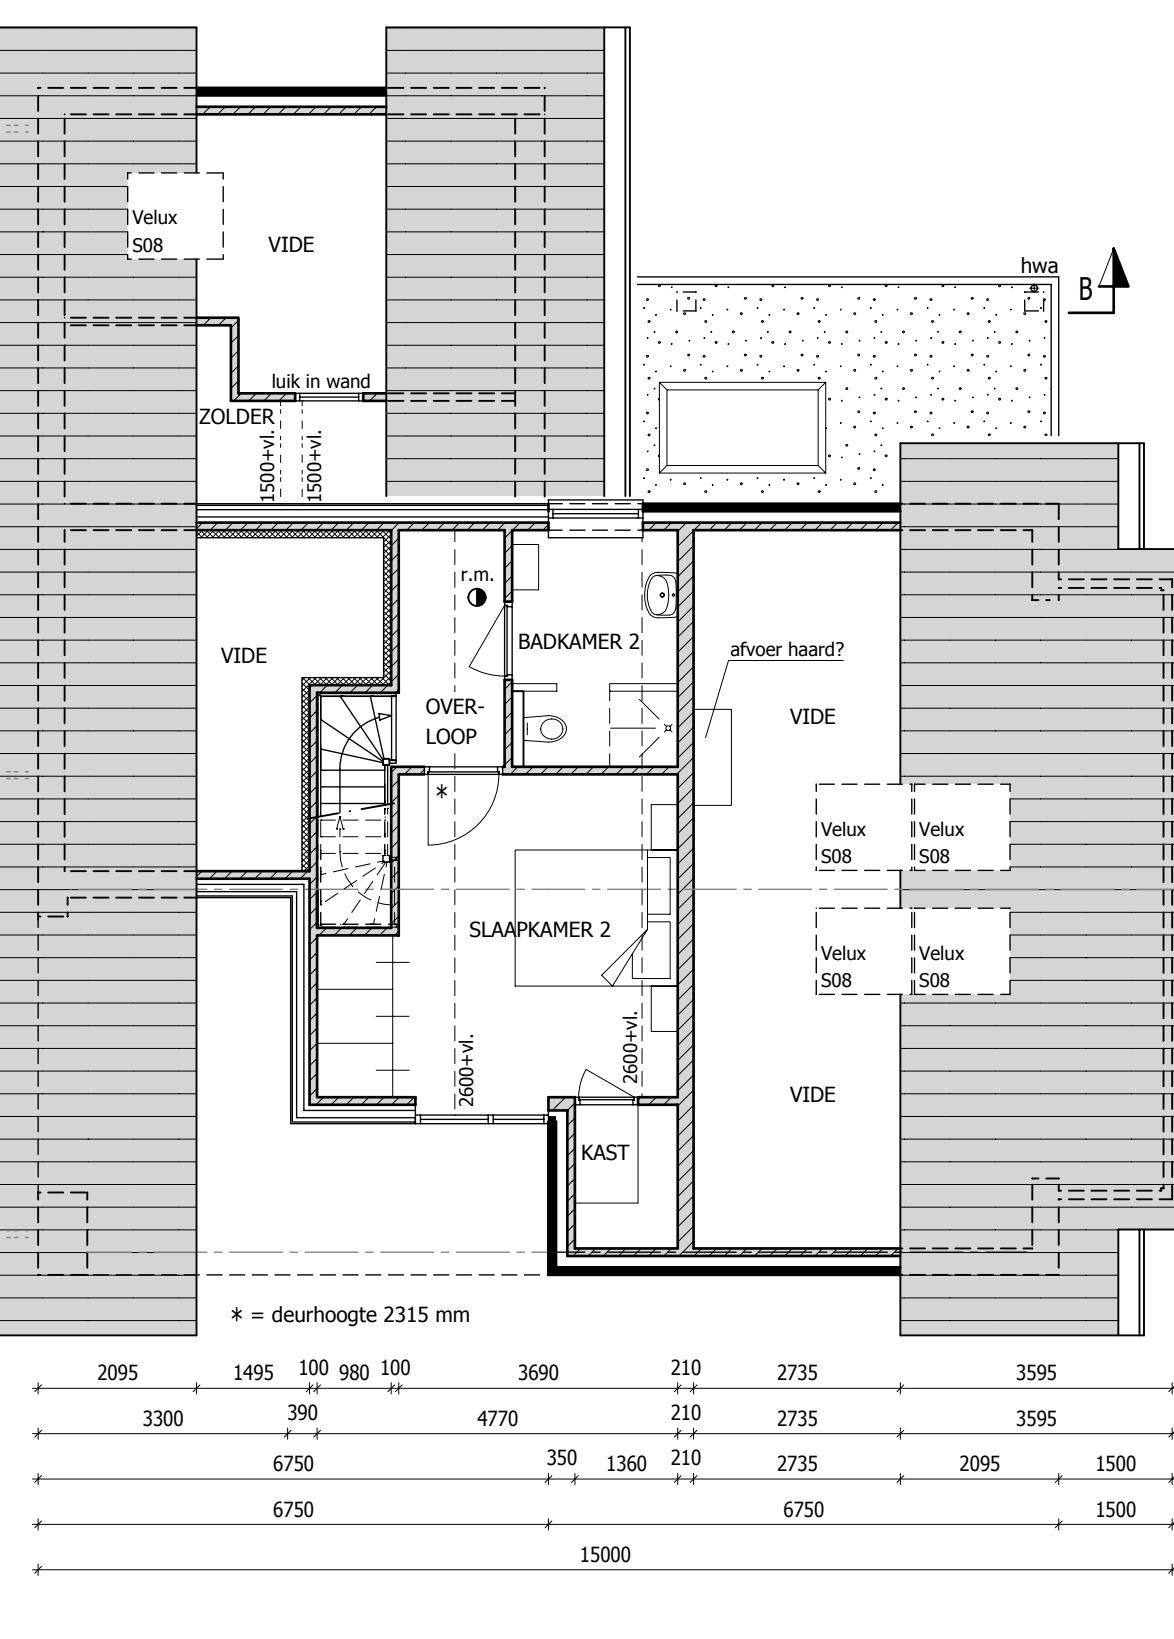 Velux
S08
VIDE
hwa
B
luik in wand
ZOLDER
1500+vl.
1500+vl.
r.m.
VIDE
BADKAMER 2
afvoer haard?
OVER-
LOOP
VIDE
*
Velux
S08
Velux
S08
SLAAPKAMER 2
Velux
S08
Velux
S08
2600+vl.
2600+vl.
VIDE
KAST
* = deurhoogte 2315 mm
2095 1495 100 980 100 3690 210 2735 3595
3300 390 4770 210 2735 3595
6750 350 1360 210 2735 2095 1500
6750 6750 1500
15000